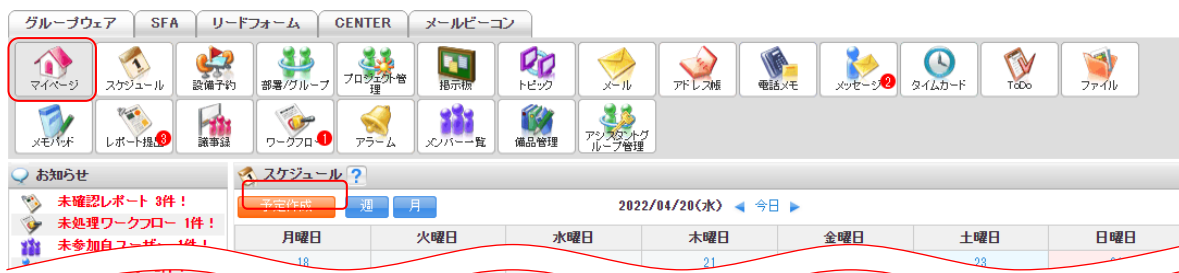 グループウェア SFA リードフォーム CENTER メールビーコン
マイページ スケジュール 設備予約 部署/グループ プロジェクト管理 掲示板 トピック メール アドレス帳 電話メモ メッセージ 2 タイムカード ToDo ファイル
メモパッド レポート提出 3 議事録 ワークフロー 1 アラーム メンバー一覧 備品管理 アシスタントグループ管理
お知らせ
未確認レポート 3件！
未処理ワークフロー 1件！
未参加自ユーザー 1件！
スケジュール ?
予定作成 週 月 2022/04/20(水) 今日
月曜日 火曜日 水曜日 木曜日 金曜日 土曜日 日曜日
18 21 23